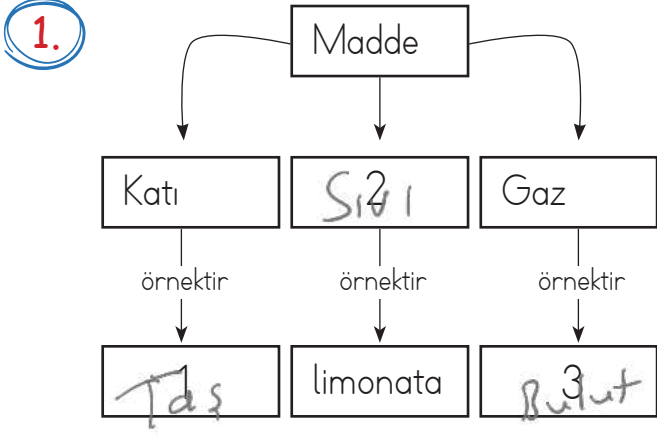 1.
Madde
Katı
2 Sıvı
Gaz
örnektir
örnektir
örnektir
1 Taş
limonata
3 Bulut